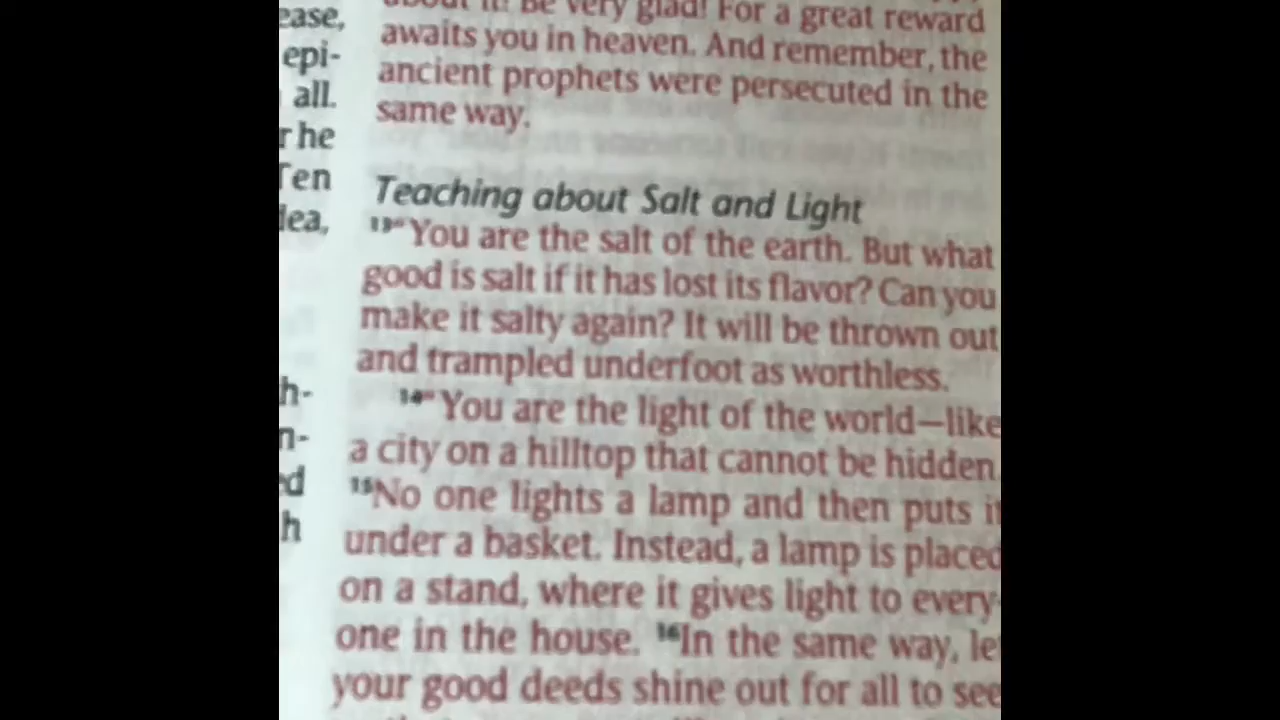 ease,
epi-
all.
r he
Ten
dea,
h-
n-
ed
h
about it! Be very glad! For a great reward
awaits you in heaven. And remember, the
ancient prophets were persecuted in the
same way.
Teaching about Salt and Light
13“You are the salt of the earth. But what
good is salt if it has lost its flavor? Can you
make it salty again? It will be thrown out
and trampled underfoot as worthless.
14“You are the light of the world—like
a city on a hilltop that cannot be hidden.
15No one lights a lamp and then puts it
under a basket. Instead, a lamp is placed
on a stand, where it gives light to every-
one in the house. 16In the same way, let
your good deeds shine out for all to see